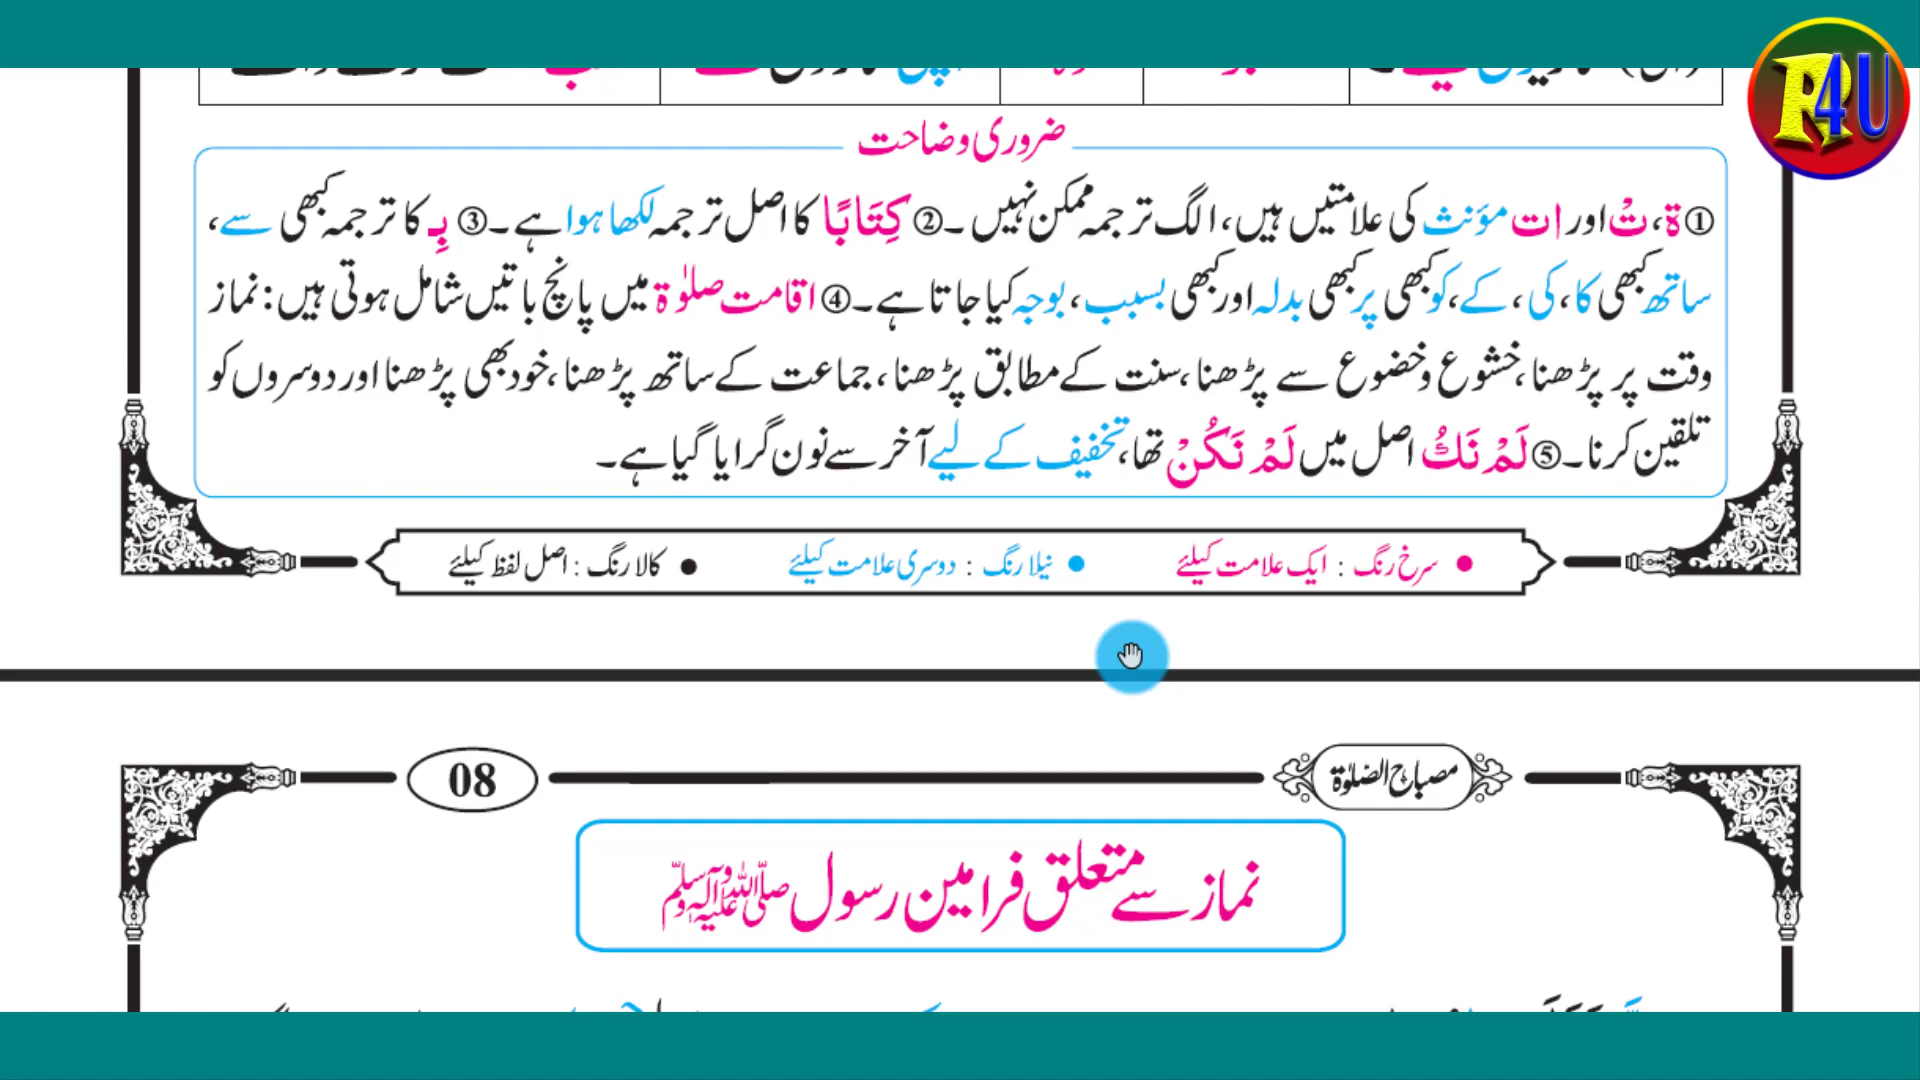 R4U
ضروری وضاحت
① ة، تْ اور ات مؤنث کی علامتیں ہیں، الگ ترجمہ ممکن نہیں۔ ② كِتَابًا کا اصل ترجمہ لکھا ہوا ہے۔ ③ بِـ کا ترجمہ کبھی سے،
ساتھ کبھی کا، کی، کے، کو کبھی پر کبھی بدلہ اور کبھی بسبب، بوجہ کیا جاتا ہے۔ ④ اقامت صلوٰۃ میں پانچ باتیں شامل ہوتی ہیں: نماز
وقت پر پڑھنا، خشوع وخضوع سے پڑھنا، سنت کے مطابق پڑھنا، جماعت کے ساتھ پڑھنا، خود بھی پڑھنا اور دوسروں کو
تلقین کرنا۔ ⑤ لَمْ نَكُ اصل میں لَمْ نَكُنْ تھا، تخفیف کے لیے آخر سے نون گرایا گیا ہے۔
● سرخ رنگ : ایک علامت کیلئے ● نیلا رنگ : دوسری علامت کیلئے ● کالا رنگ : اصل لفظ کیلئے
مصباح الصّلوٰة 08
نماز سے متعلق فرامین رسول صلی اللہ علیہ وآلہ وسلم